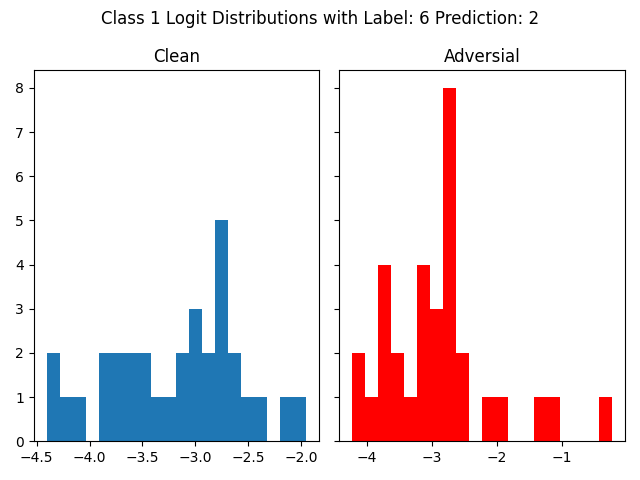 Class 1 Logit Distributions with Label: 6 Prediction: 2
Clean
Adversial
8
7
6
5
4
3
2
1
0
−4.5 −4.0 −3.5 −3.0 −2.5 −2.0
−4 −3 −2 −1